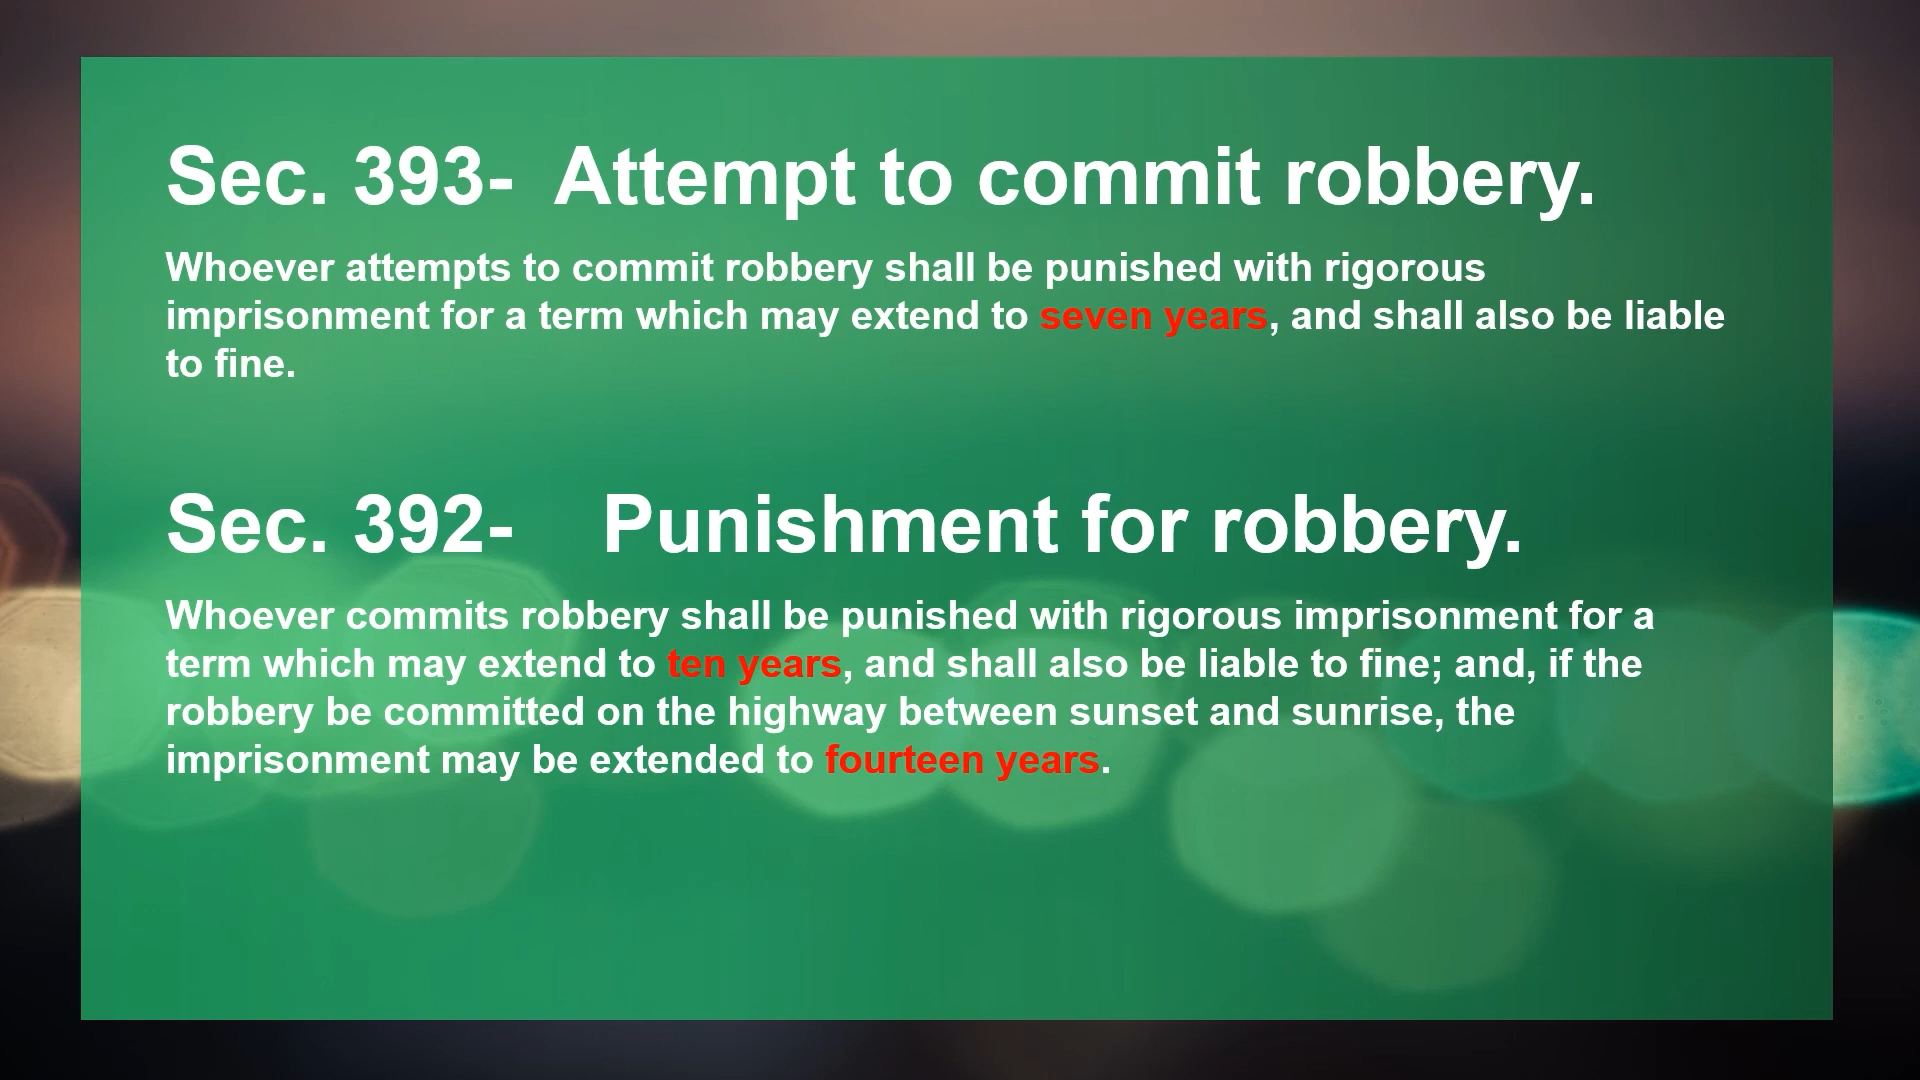 Sec. 393- Attempt to commit robbery.
Whoever attempts to commit robbery shall be punished with rigorous
imprisonment for a term which may extend to seven years, and shall also be liable
to fine.
Sec. 392- Punishment for robbery.
Whoever commits robbery shall be punished with rigorous imprisonment for a
term which may extend to ten years, and shall also be liable to fine; and, if the
robbery be committed on the highway between sunset and sunrise, the
imprisonment may be extended to fourteen years.